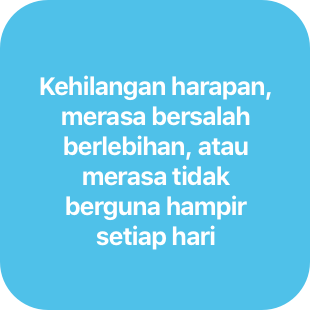 Kehilangan harapan,
merasa bersalah
berlebihan, atau
merasa tidak
berguna hampir
setiap hari